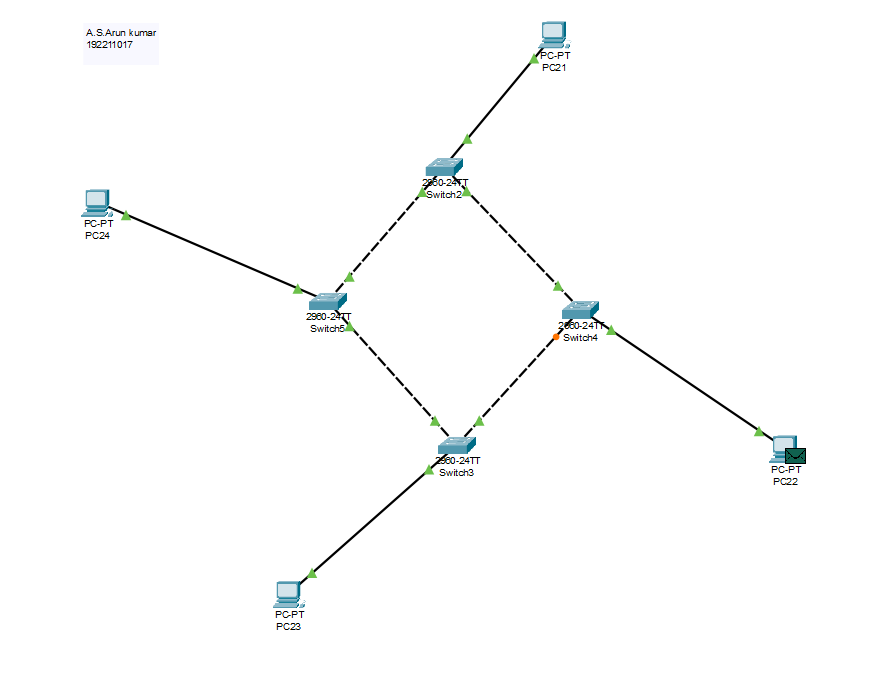 A.S.Arun kumar
192211017
PC-PT
PC21
2960-24TT
Switch2
PC-PT
PC24
2960-24TT
Switch5
2960-24TT
Switch4
2960-24TT
Switch3
PC-PT
PC22
PC-PT
PC23